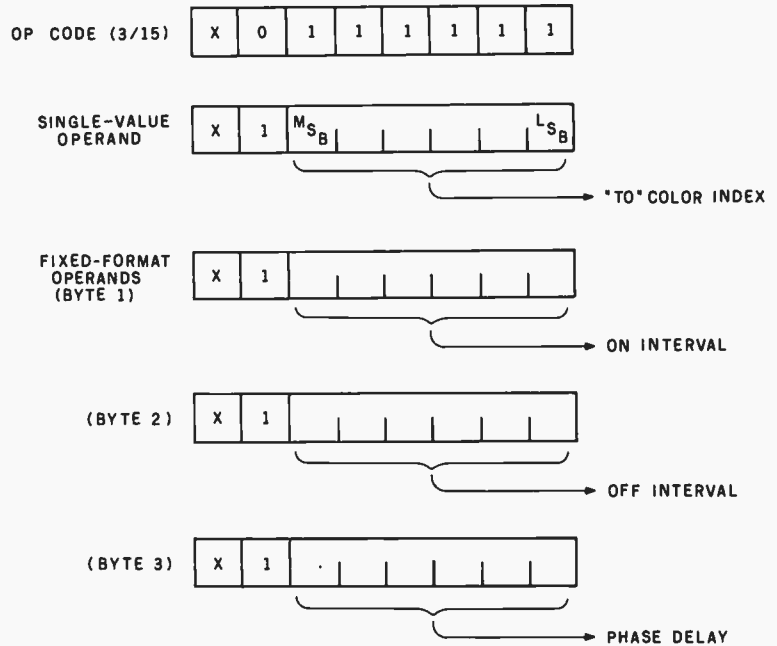 OP CODE (3/15) X 0 1 1 1 1 1 1
SINGLE-VALUE
OPERAND X 1 MSB LSB
"TO" COLOR INDEX
FIXED-FORMAT
OPERANDS
(BYTE 1) X 1
ON INTERVAL
(BYTE 2) X 1
OFF INTERVAL
(BYTE 3) X 1
PHASE DELAY